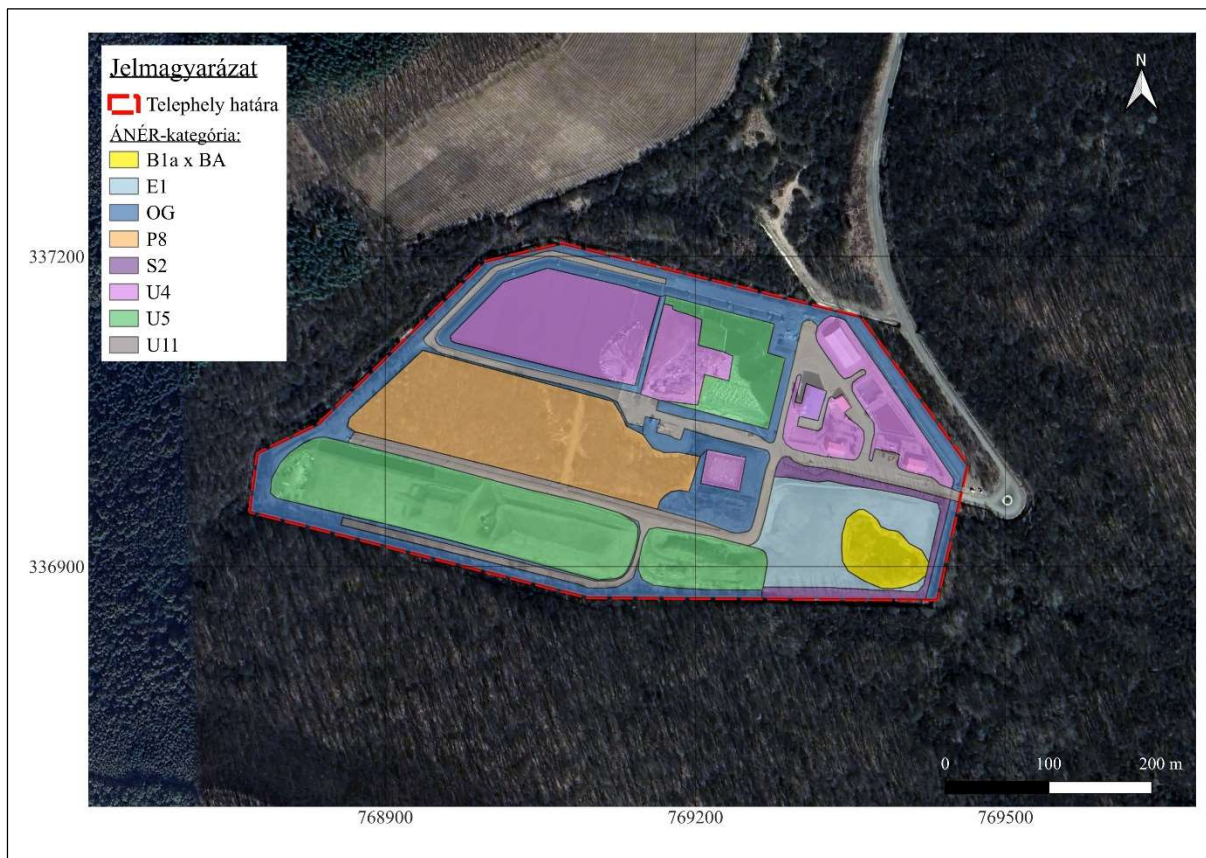 Jelmagyarázat
Telephely határa
ÁNÉR-kategória:
B1a x BA
E1
OG
P8
S2
U4
U5
U11
N
337200
336900
0 100 200 m
768900 769200 769500